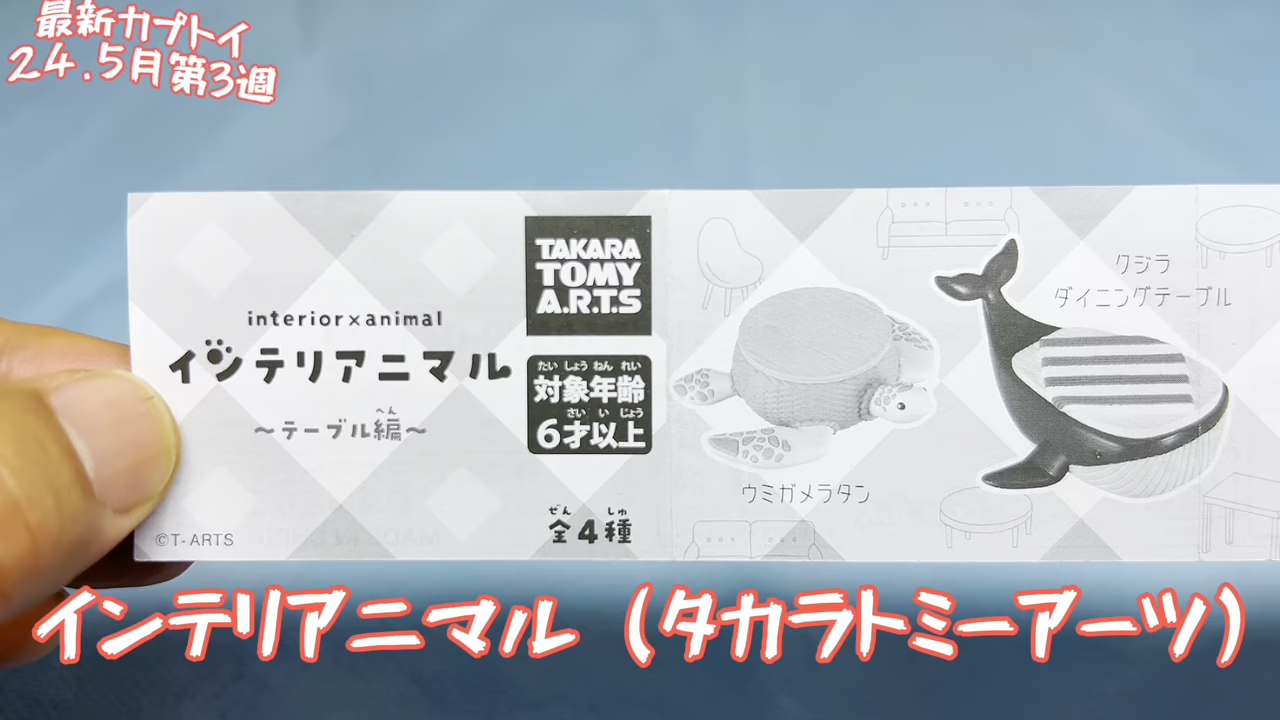 最新カプトイ
24.5月第3週
interior×animal
インテリアニマル
～テーブル編～
へん
©T-ARTS
TAKARA
TOMY
A.R.T.S
たい しょう ねん れい
対象年齢
さい い じょう
6才以上
ぜん しゅ
全4種
ウミガメラタン
クジラ
ダイニングテーブル
インテリアニマル（タカラトミーアーツ）